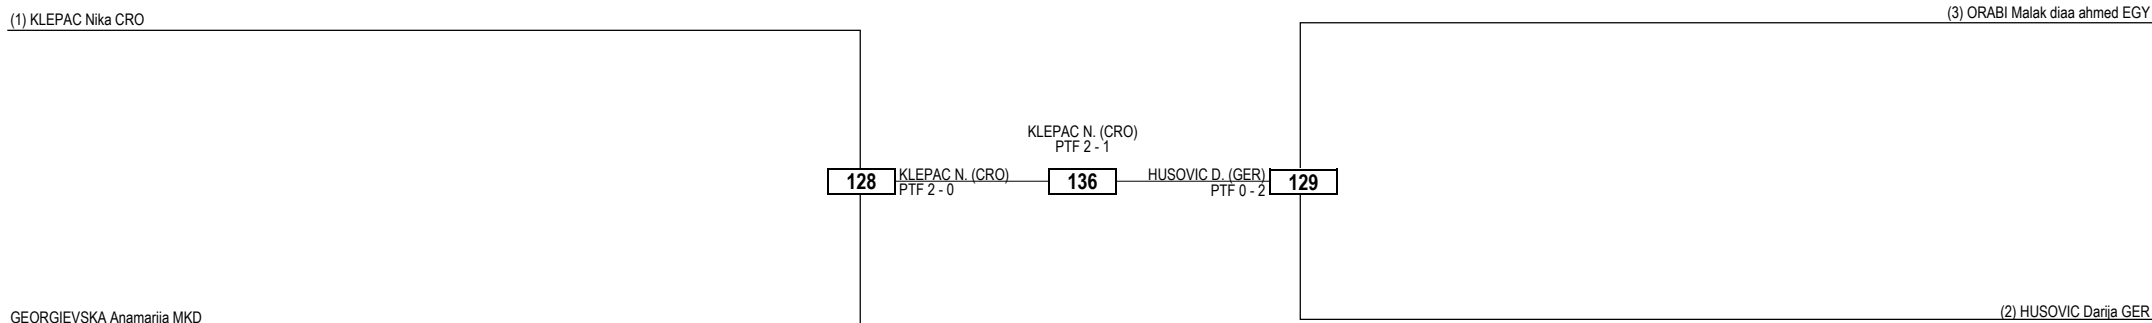 (1) KLEPAC Nika CRO
(3) ORABI Malak diaa ahmed EGY
KLEPAC N. (CRO)
PTF 2 - 1
128
KLEPAC N. (CRO)
PTF 2 - 0
136
HUSOVIC D. (GER)
PTF 0 - 2
129
GEORGIEVSKA Anamarija MKD
(2) HUSOVIC Darija GER